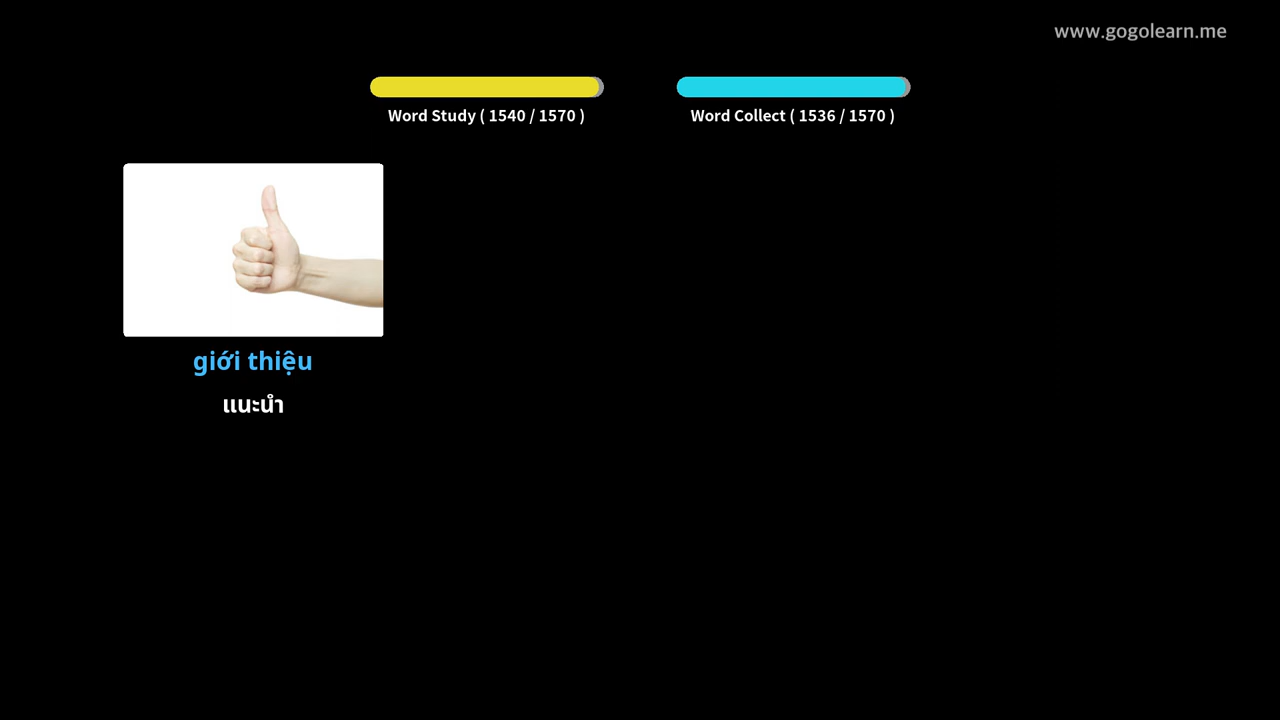 www.gogolearn.me
Word Study ( 1540 / 1570 )
Word Collect ( 1536 / 1570 )
giới thiệu
แนะนำ